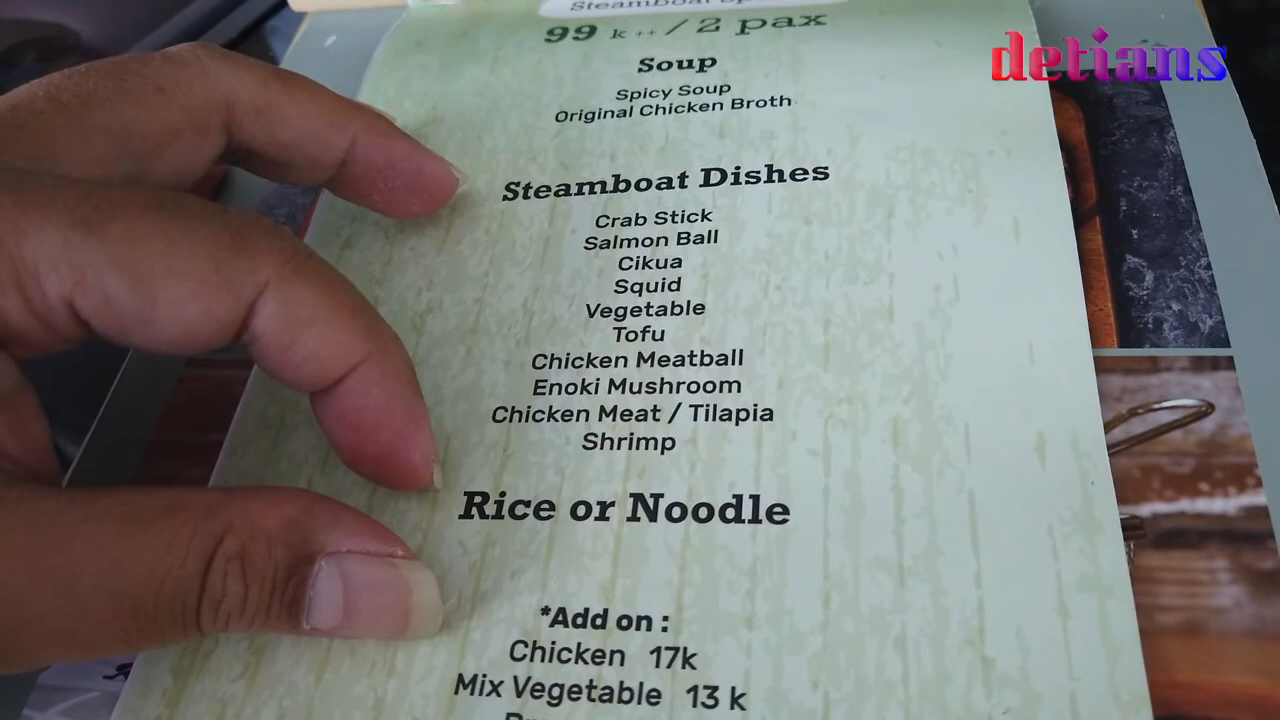 detians
Steamboat
99 k ++ / 2 pax
Soup
Spicy Soup
Original Chicken Broth
Steamboat Dishes
Crab Stick
Salmon Ball
Cikua
Squid
Vegetable
Tofu
Chicken Meatball
Enoki Mushroom
Chicken Meat / Tilapia
Shrimp
Rice or Noodle
*Add on :
Chicken 17k
Mix Vegetable 13 k